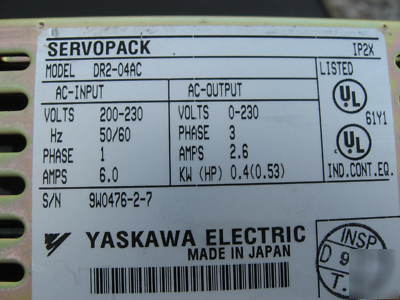 SERVOPACK IP2X
MODEL DR2-04AC LISTED
AC-INPUT AC-OUTPUT
VOLTS 200-230 VOLTS 0-230
UL 61Y1
Hz 50/60 PHASE 3
PHASE 1 AMPS 2.6
UL
AMPS 6.0 KW (HP) 0.4(0.53) IND.CONT.EQ.
S/N 9W0476-2-7
YASKAWA ELECTRIC
MADE IN JAPAN
INSP
D 9
T.